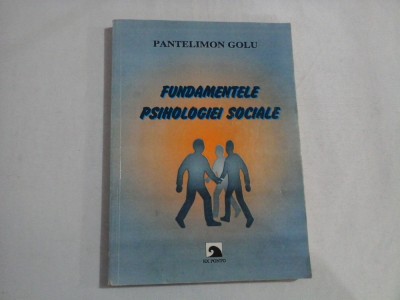 PANTELIMON GOLU
FUNDAMENTELE
PSIHOLOGIEI SOCIALE